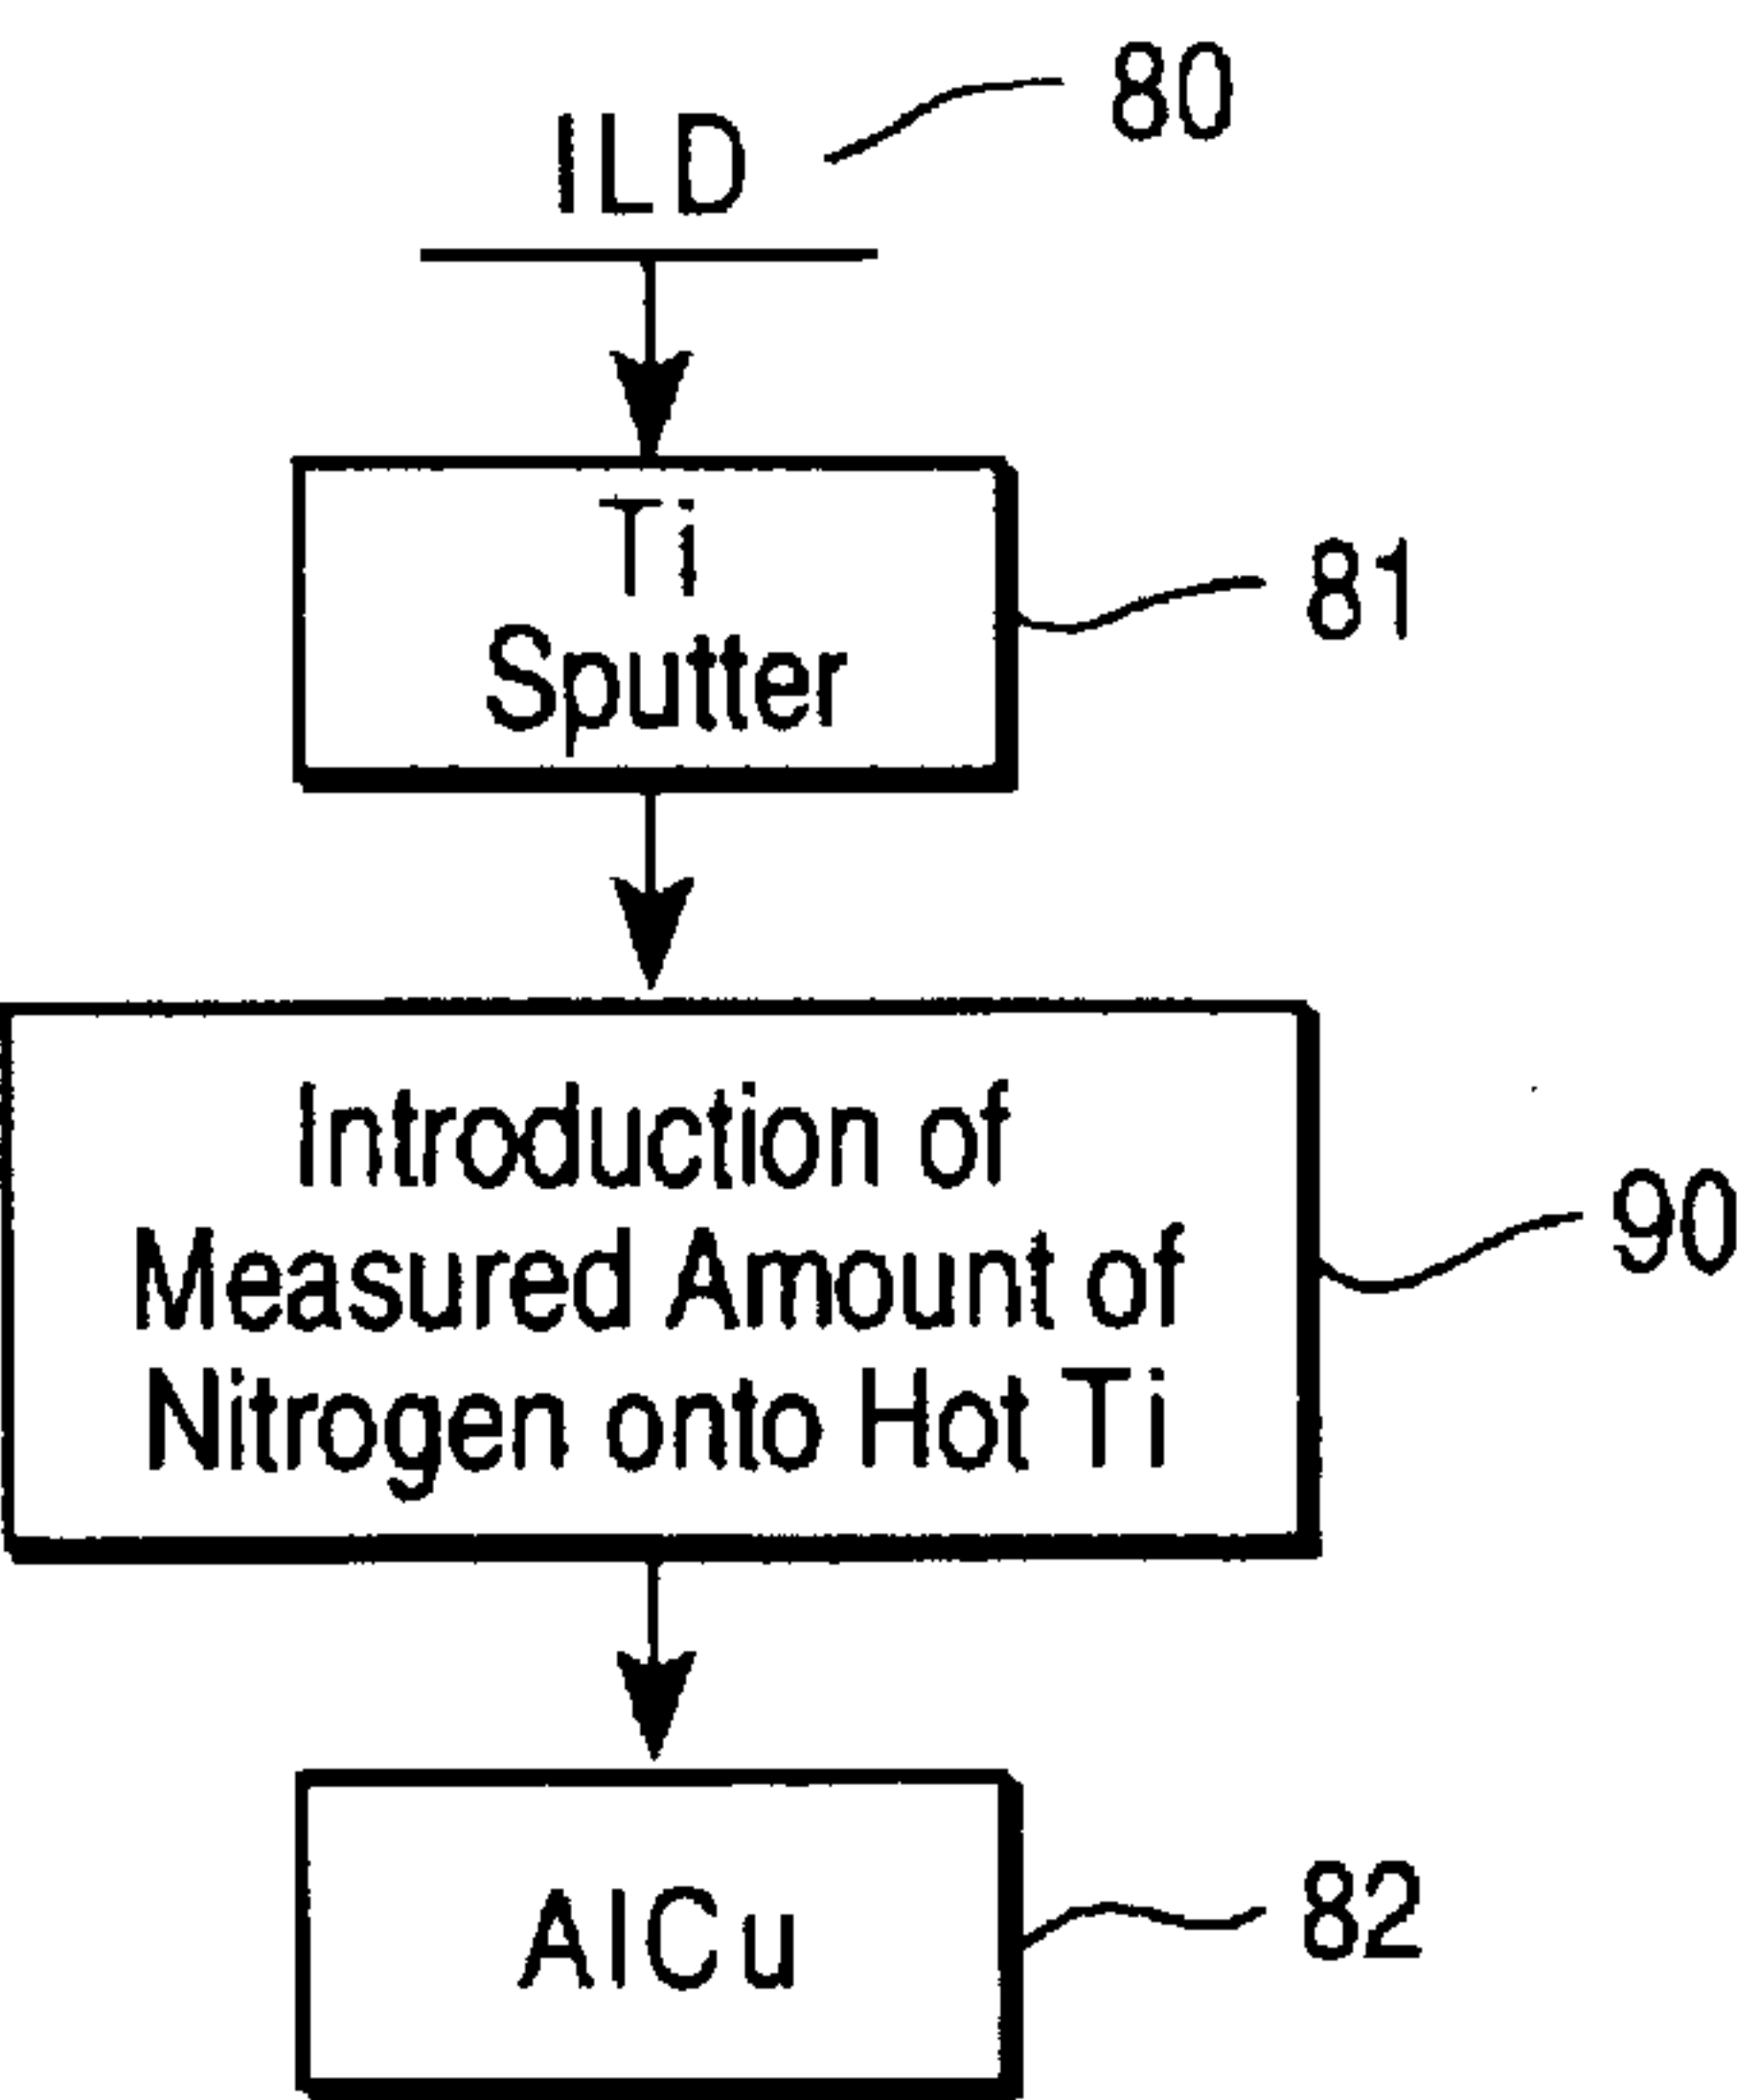 ILD
80
Ti
Sputter
81
Introduction of
Measured Amount of
Nitrogen onto Hot Ti
90
AlCu
82